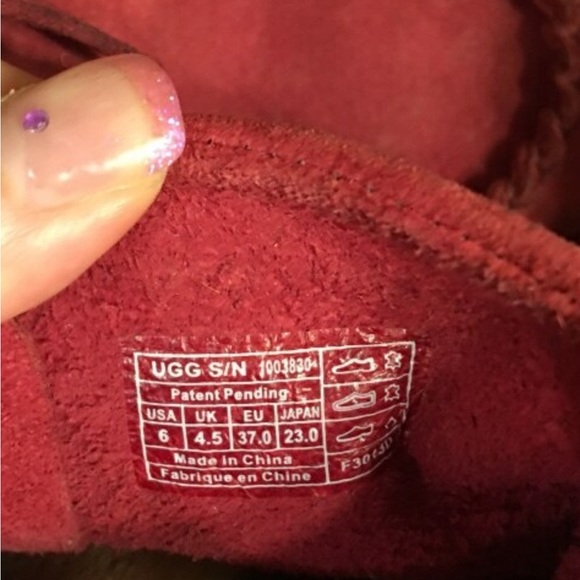 UGG S/N 1003830
Patent Pending
USA UK EU JAPAN
6 4.5 37.0 23.0
Made in China
Fabrique en Chine